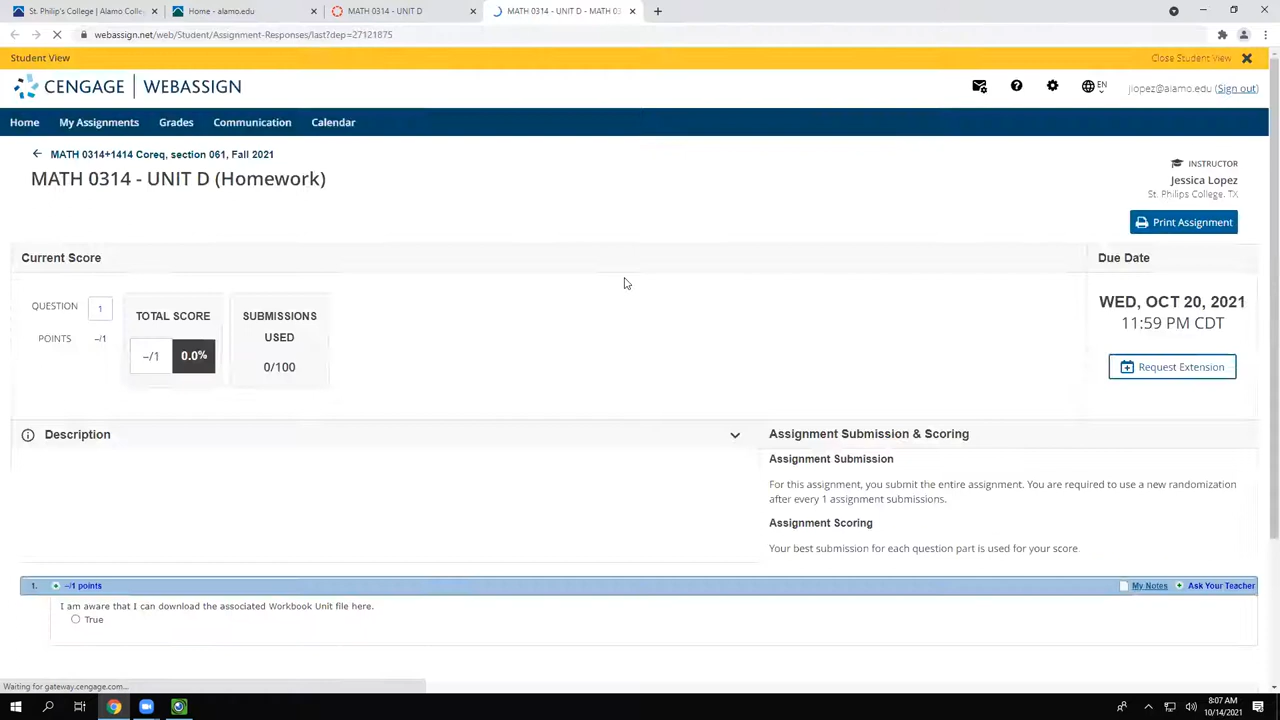 St. Philip's College | Alamo Colle
Home - alamo.edu
MATH 0314 - UNIT D
MATH 0314 - UNIT D - MATH 03
webassign.net/web/Student/Assignment-Responses/last?dep=27121875
Student View
Close Student View
CENGAGE | WEBASSIGN
EN
jlopez@alamo.edu (Sign out)
Home
My Assignments
Grades
Communication
Calendar
MATH 0314+1414 Coreq, section 061, Fall 2021
INSTRUCTOR
MATH 0314 - UNIT D (Homework)
Jessica Lopez
St. Philips College, TX
Print Assignment
Current Score
Due Date
QUESTION
1
POINTS
–/1
TOTAL SCORE
–/1
0.0%
SUBMISSIONS
USED
0/100
WED, OCT 20, 2021
11:59 PM CDT
Request Extension
Description
Assignment Submission & Scoring
Assignment Submission
For this assignment, you submit the entire assignment. You are required to use a new randomization
after every 1 assignment submissions.
Assignment Scoring
Your best submission for each question part is used for your score.
1.
–/1 points
My Notes
Ask Your Teacher
I am aware that I can download the associated Workbook Unit file here.
True
Waiting for gateway.cengage.com...
8:07 AM
10/14/2021